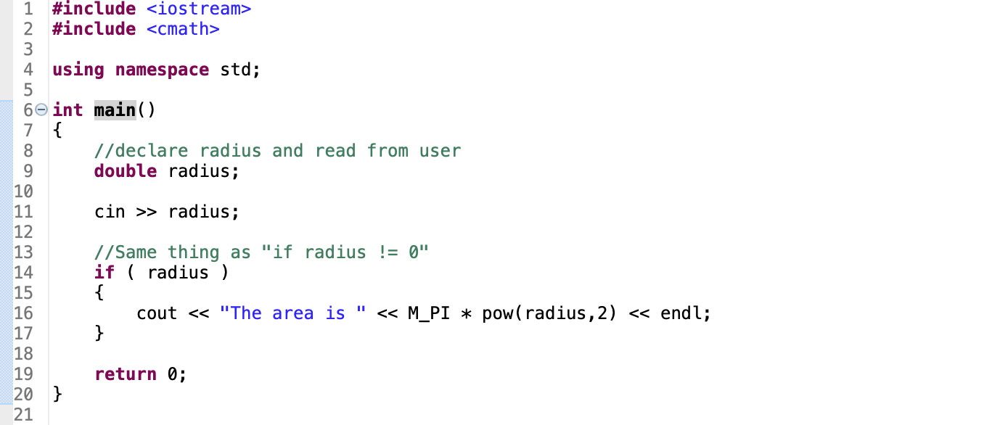 1 #include <iostream>
2 #include <cmath>
3
4 using namespace std;
5
6 int main()
7 {
8     //declare radius and read from user
9     double radius;
10
11     cin >> radius;
12
13     //Same thing as "if radius != 0"
14     if ( radius )
15     {
16         cout << "The area is " << M_PI * pow(radius,2) << endl;
17     }
18
19     return 0;
20 }
21